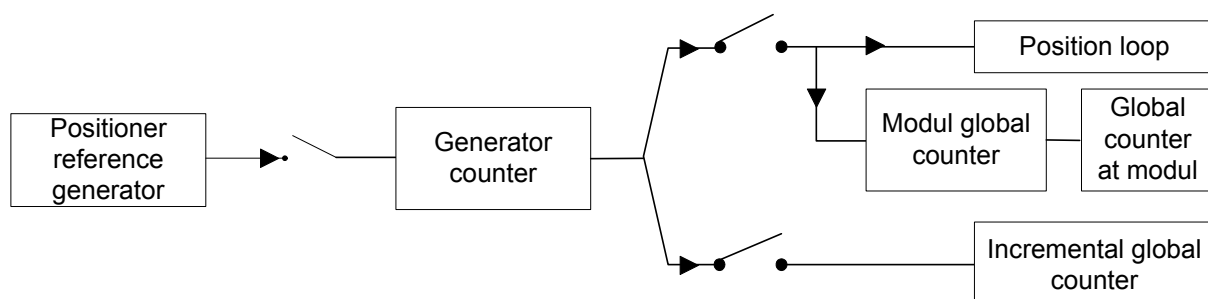 Positioner
reference
generator
Generator
counter
Position loop
Modul global
counter
Global
counter
at modul
Incremental global
counter